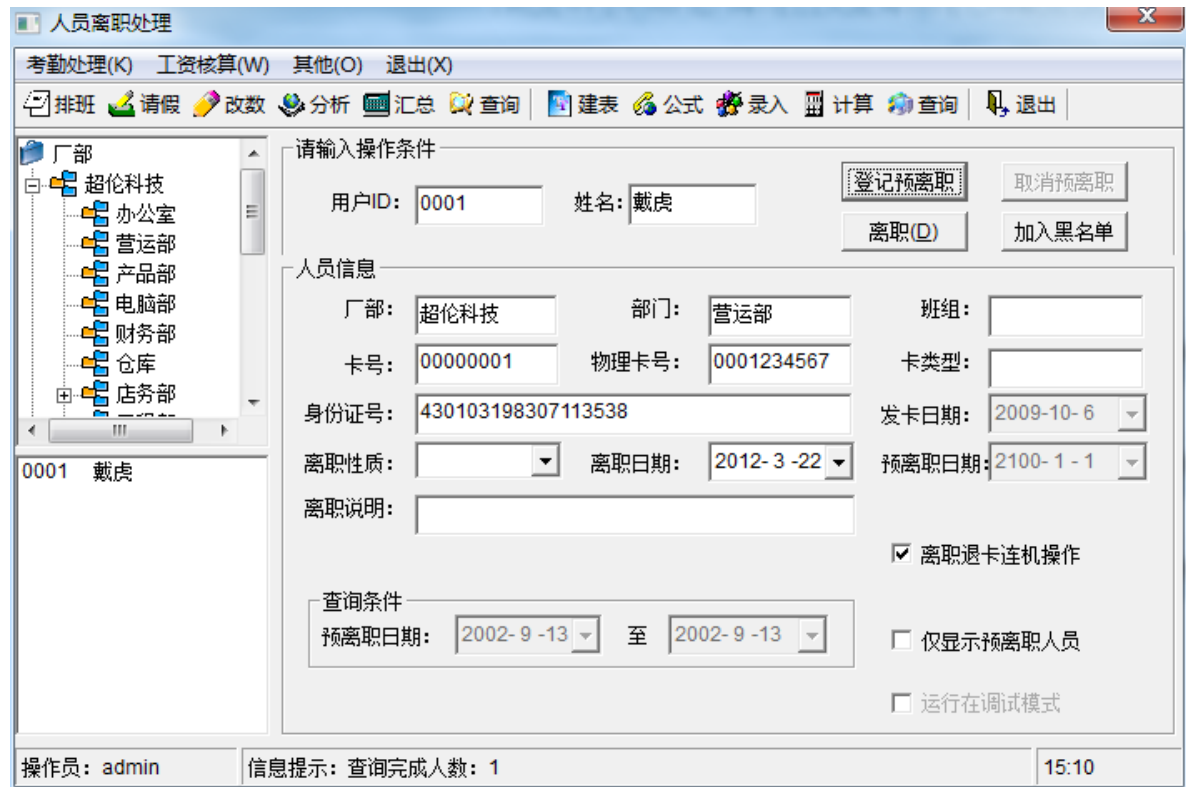 人员离职处理
考勤处理(K) 工资核算(W) 其他(O) 退出(X)
排班 请假 改数 分析 汇总 查询 建表 公式 录入 计算 查询 退出
厂部
超伦科技
办公室
营运部
产品部
电脑部
财务部
仓库
店务部
0001 戴虎
请输入操作条件
用户ID: 0001 姓名: 戴虎 登记预离职 取消预离职
离职(D) 加入黑名单
人员信息
厂部: 超伦科技 部门: 营运部 班组:
卡号: 00000001 物理卡号: 0001234567 卡类型:
身份证号: 430103198307113538 发卡日期: 2009-10- 6
离职性质: 离职日期: 2012- 3 -22 预离职日期: 2100- 1 - 1
离职说明:
离职退卡连机操作
查询条件
预离职日期: 2002- 9 -13 至 2002- 9 -13
仅显示预离职人员
运行在调试模式
操作员: admin 信息提示: 查询完成人数: 1 15:10